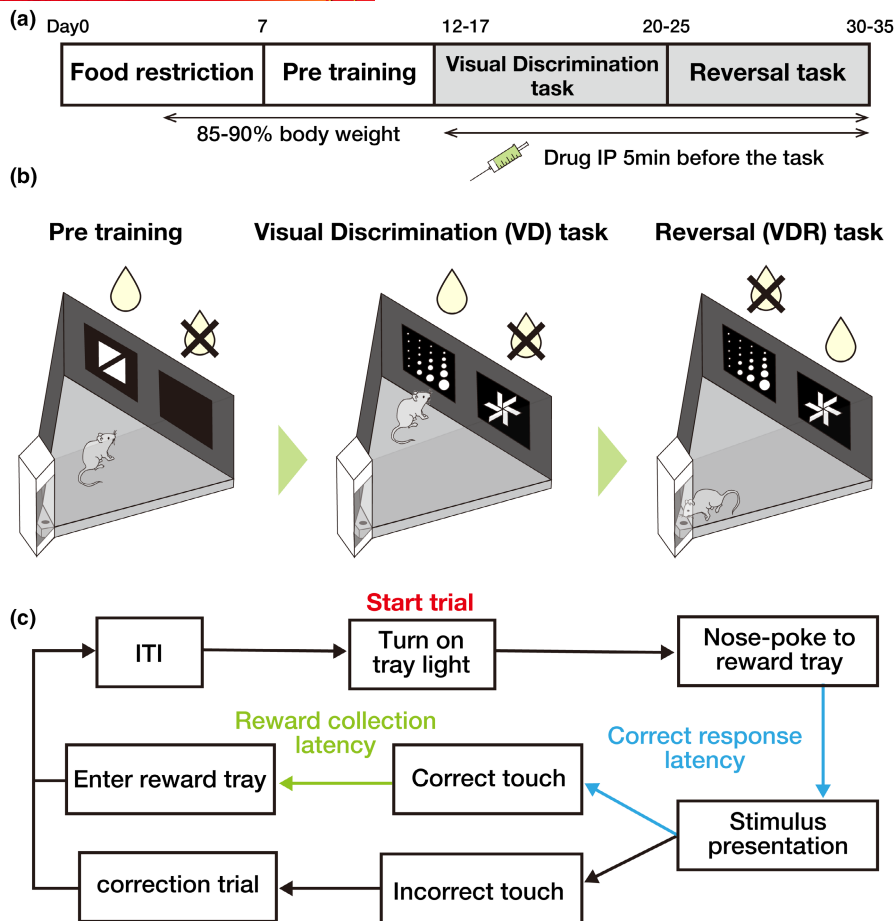 (a)
Day0 7 12-17 20-25 30-35
Food restriction
Pre training
Visual Discrimination
task
Reversal task
85-90% body weight
Drug IP 5min before the task
(b)
Pre training
Visual Discrimination (VD) task
Reversal (VDR) task
(c)
Start trial
ITI
Turn on
tray light
Nose-poke to
reward tray
Reward collection
latency
Correct response
latency
Enter reward tray
Correct touch
Stimulus
presentation
correction trial
Incorrect touch